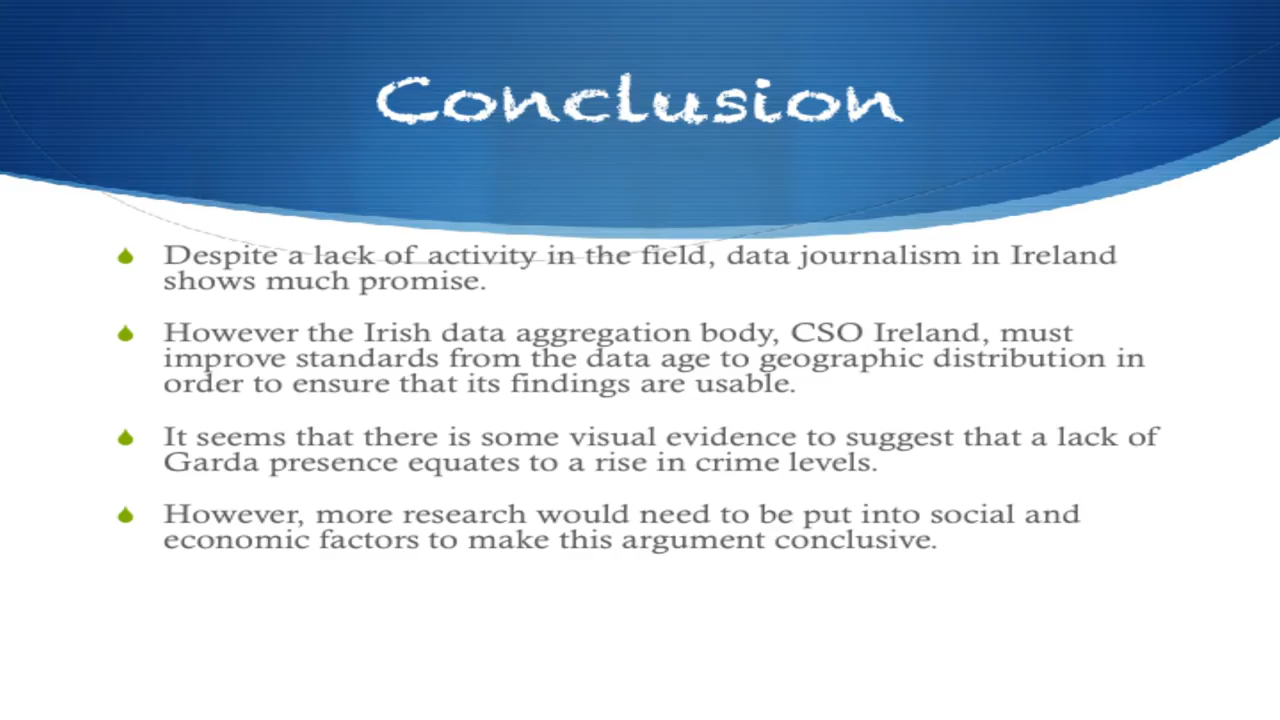 Conclusion
Despite a lack of activity in the field, data journalism in Ireland
shows much promise.
However the Irish data aggregation body, CSO Ireland, must
improve standards from the data age to geographic distribution in
order to ensure that its findings are usable.
It seems that there is some visual evidence to suggest that a lack of
Garda presence equates to a rise in crime levels.
However, more research would need to be put into social and
economic factors to make this argument conclusive.